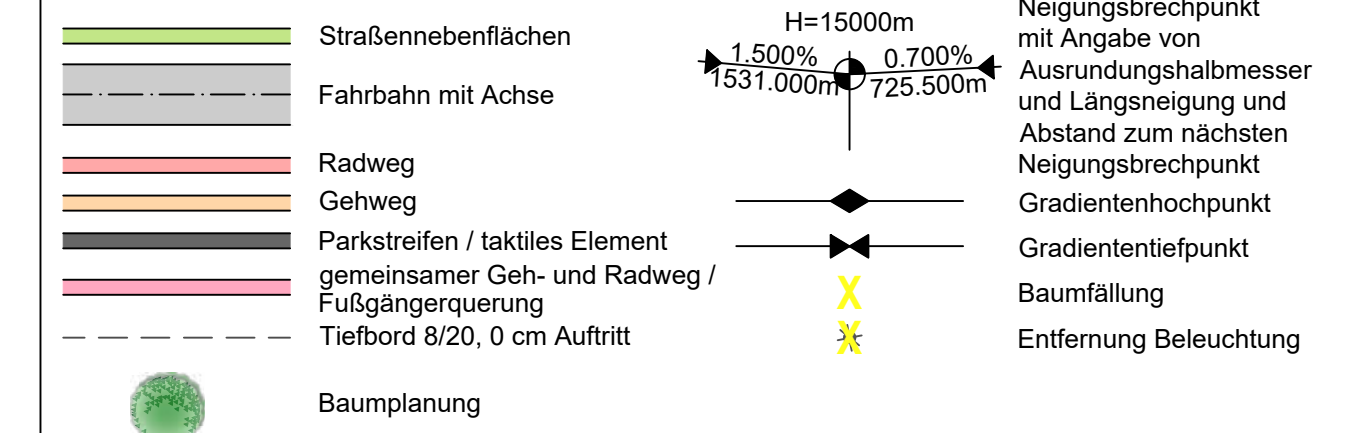 Straßennebenflächen
Fahrbahn mit Achse
Radweg
Gehweg
Parkstreifen / taktiles Element
gemeinsamer Geh- und Radweg /
Fußgängerquerung
Tiefbord 8/20, 0 cm Auftritt
Baumplanung
H=15000m
1.500% 0.700%
1531.000m 725.500m
Neigungsbrechpunkt
mit Angabe von
Ausrundungshalbmesser
und Längsneigung und
Abstand zum nächsten
Neigungsbrechpunkt
Gradientenhochpunkt
Gradiententiefpunkt
X Baumfällung
X Entfernung Beleuchtung